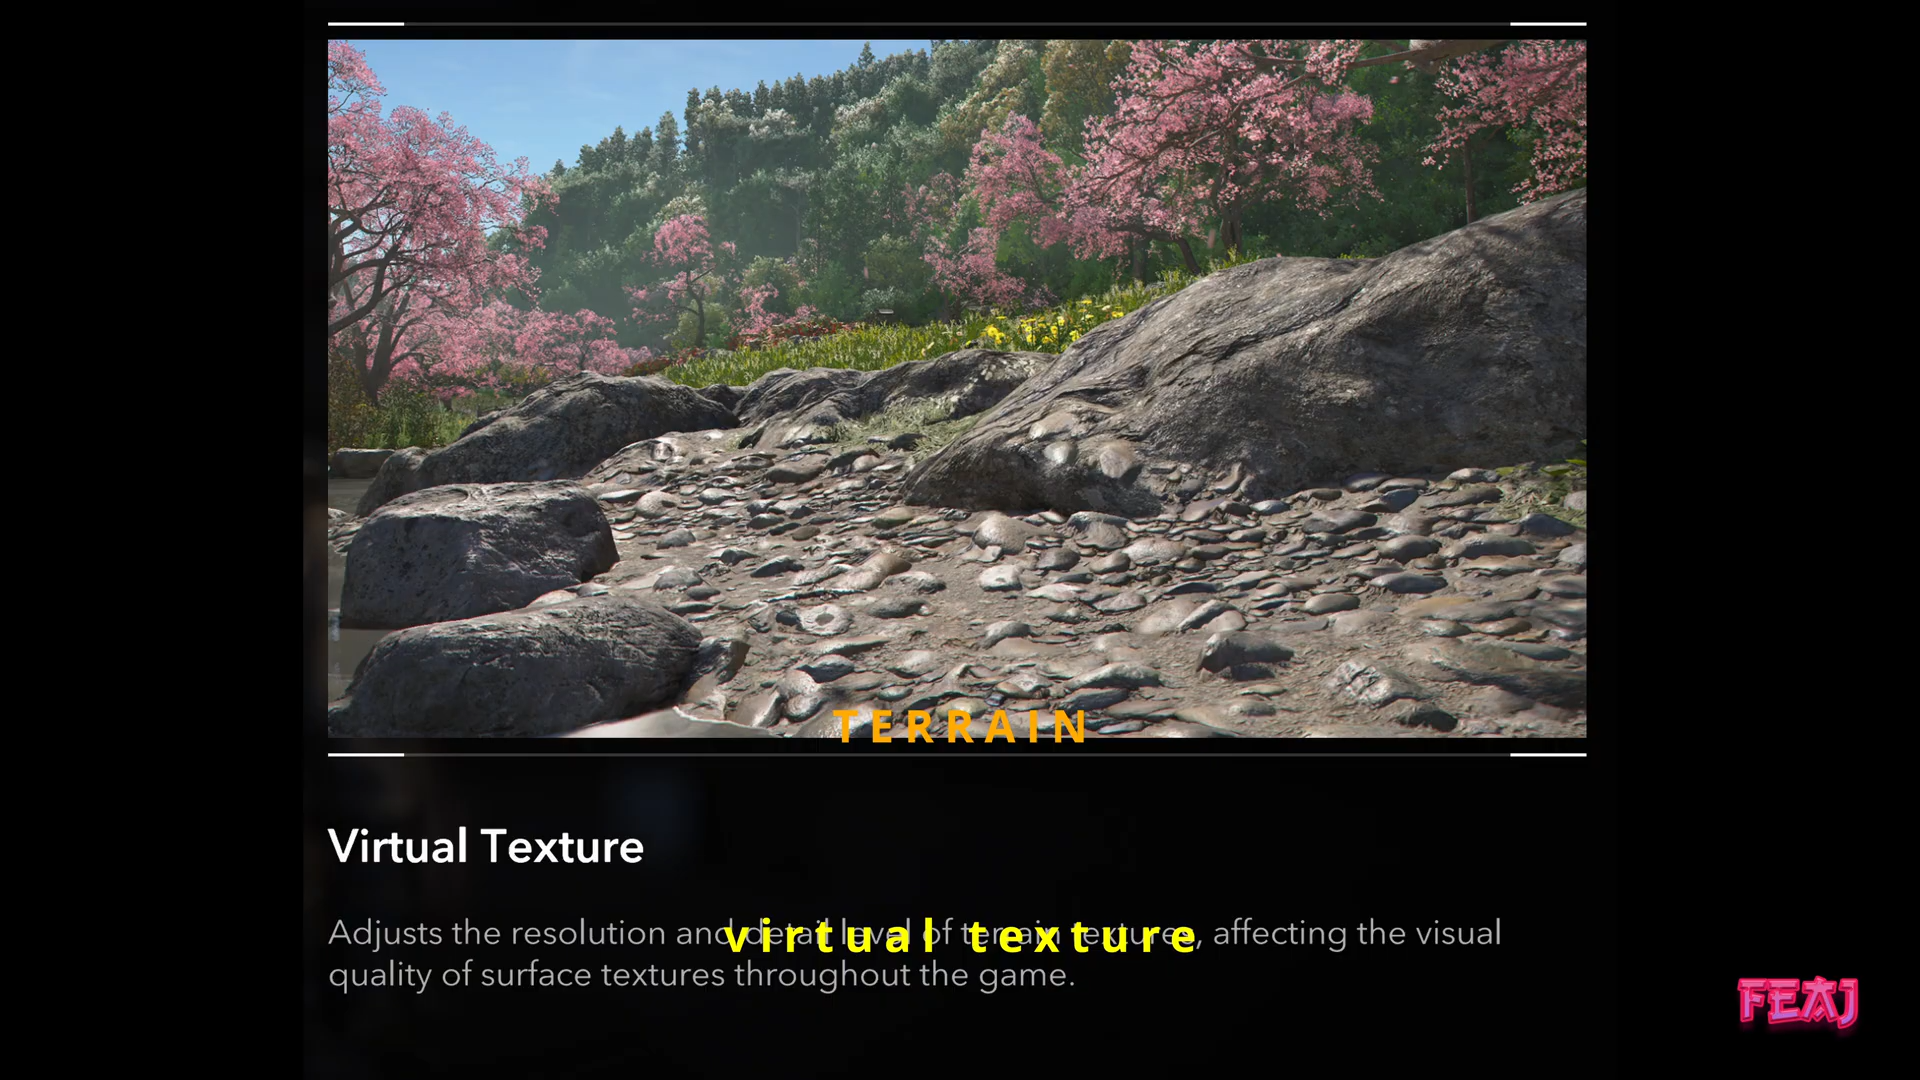 TERRAIN
Virtual Texture
Adjusts the resolution and detail level of terrain textures, affecting the visual
virtual texture
quality of surface textures throughout the game.
FEAJ